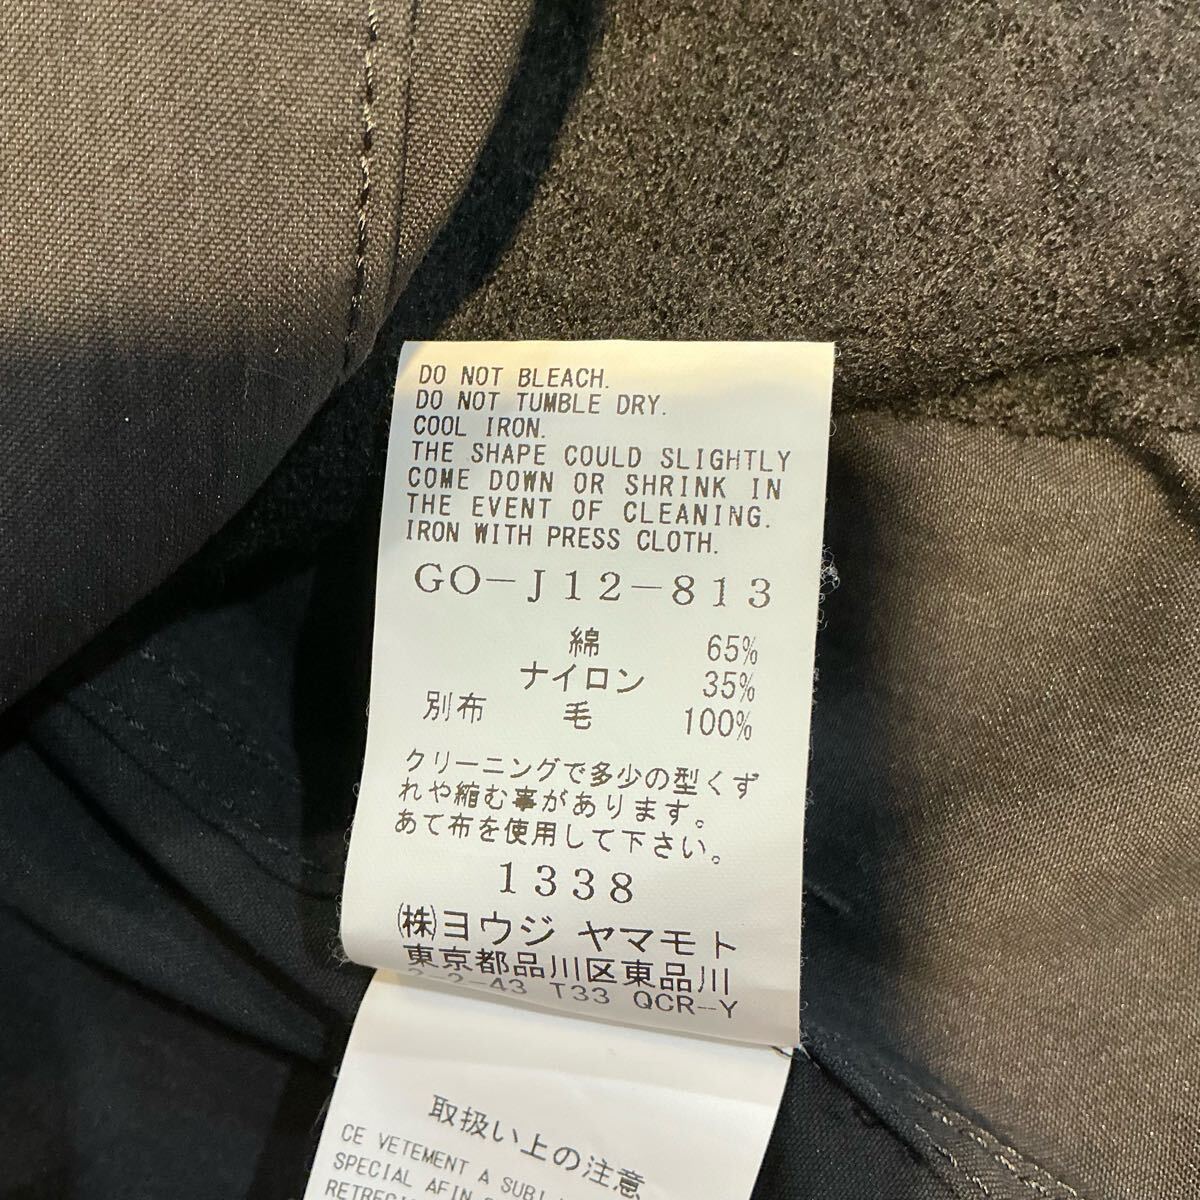 DO NOT BLEACH.
DO NOT TUMBLE DRY.
COOL IRON.
THE SHAPE COULD SLIGHTLY
COME DOWN OR SHRINK IN
THE EVENT OF CLEANING.
IRON WITH PRESS CLOTH.
GO-J12-813
綿 65%
ナイロン 35%
別布 毛 100%
クリーニングで多少の型くず
れや縮む事があります。
あて布を使用して下さい。
1338
㈱ヨウジ ヤマモト
東京都品川区東品川
2-2-43 T33 QCR-Y
取扱い上の注意
CE VETEMENT A SUBI
SPECIAL AFIN